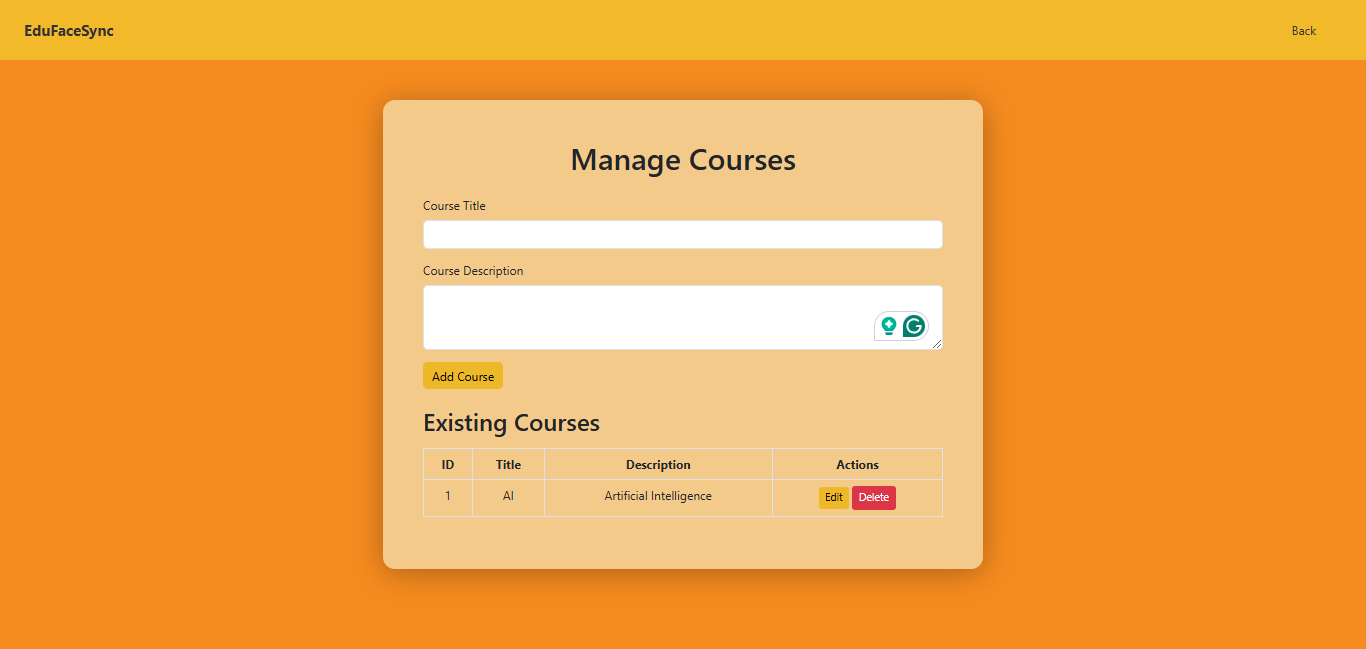 EduFaceSync
Back
Manage Courses
Course Title
Course Description
Add Course
Existing Courses
ID Title Description Actions
1 AI Artificial Intelligence Edit Delete